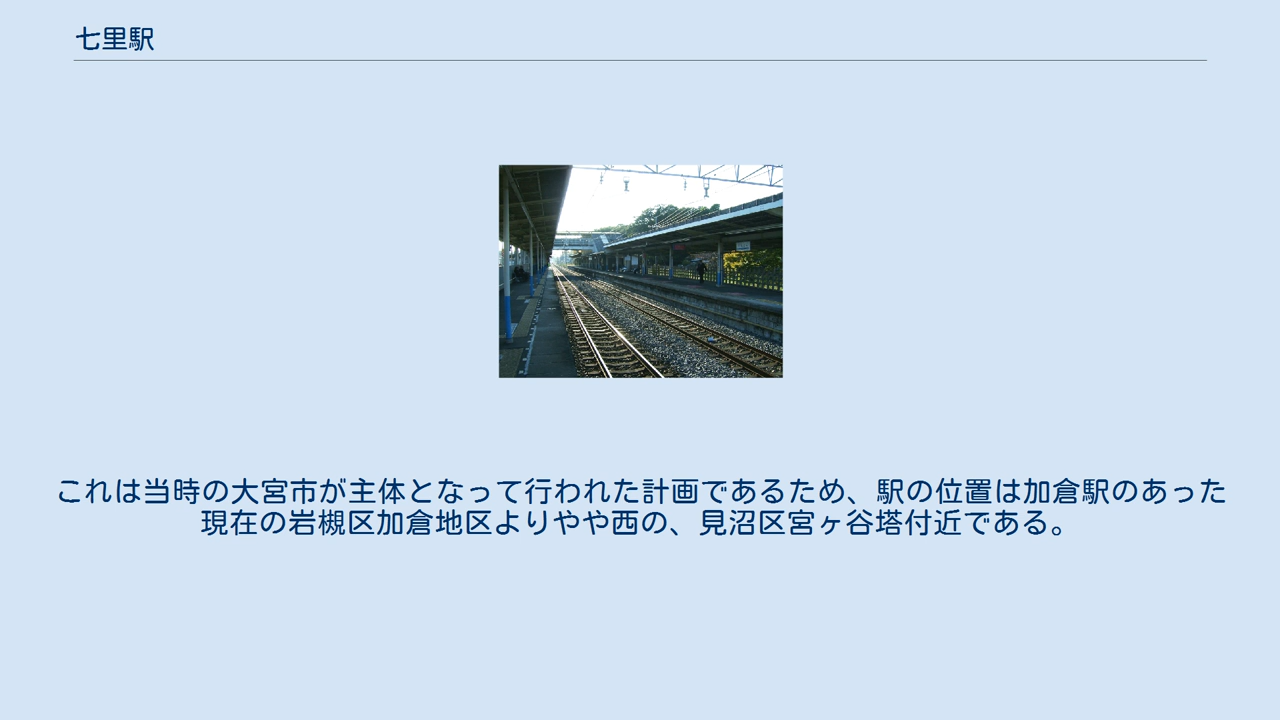 七里駅
これは当時の大宮市が主体となって行われた計画であるため、駅の位置は加倉駅のあった
現在の岩槻区加倉地区よりやや西の、見沼区宮ヶ谷塔付近である。